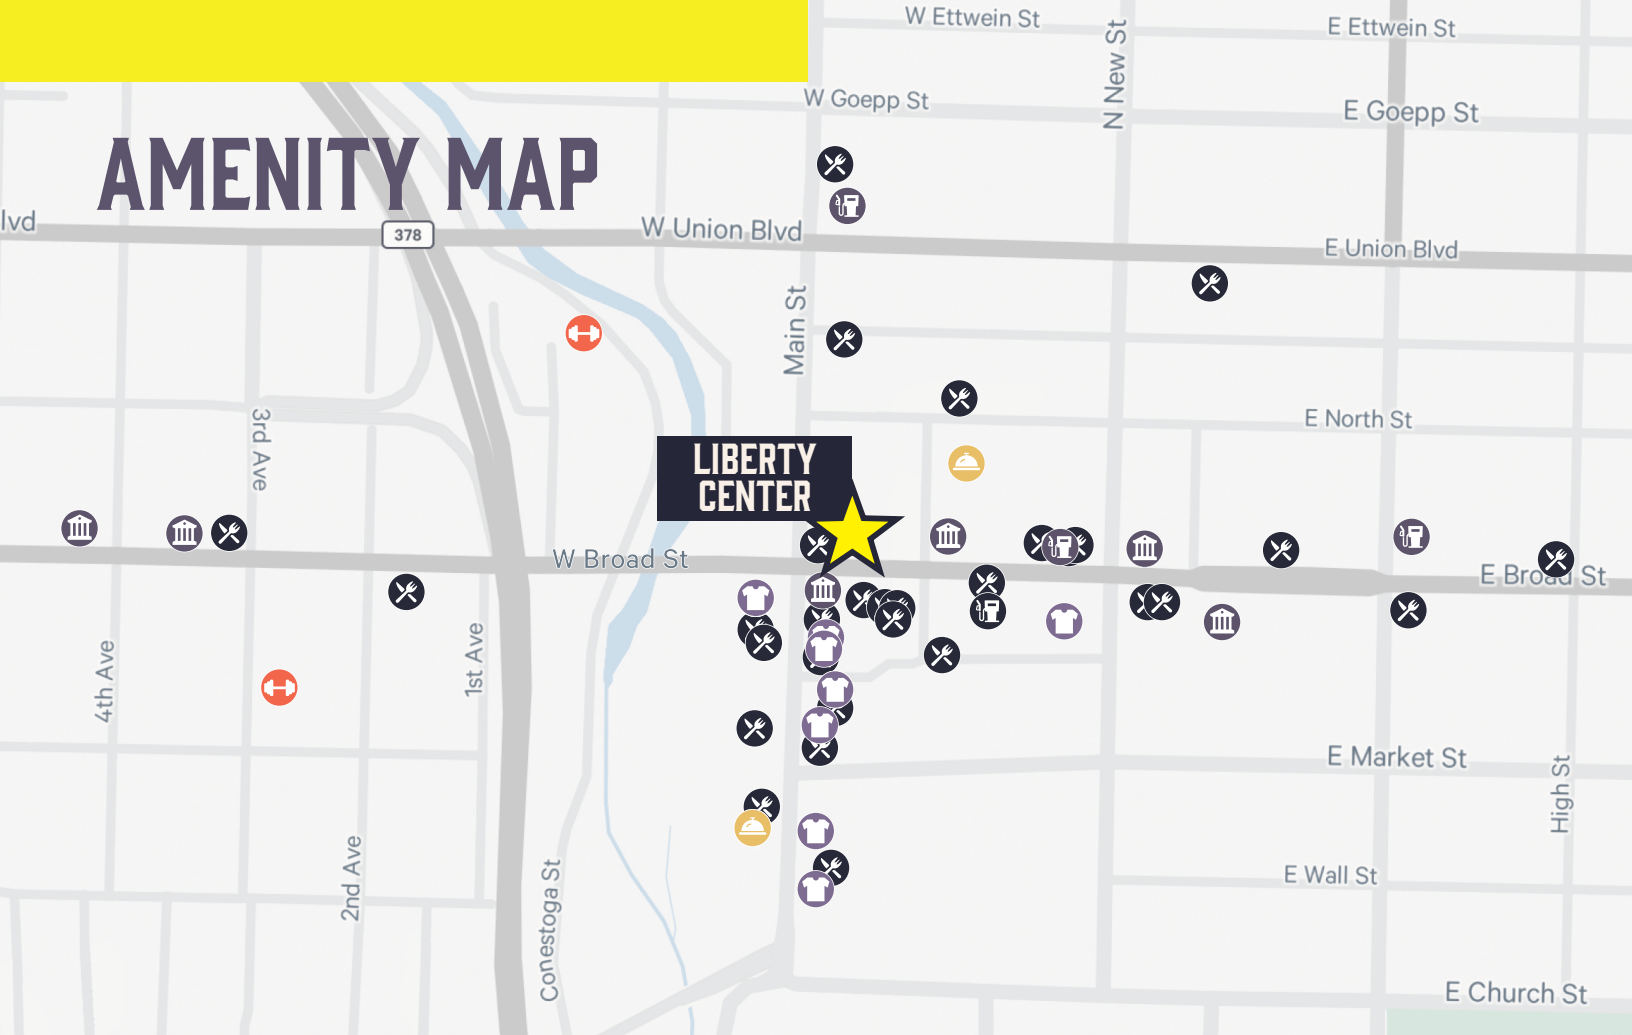 W Ettwein St
E Ettwein St
N New St
W Goepp St
E Goepp St
AMENITY MAP
lvd
378
W Union Blvd
E Union Blvd
Main St
3rd Ave
E North St
LIBERTY
CENTER
W Broad St
E Broad St
4th Ave
1st Ave
E Market St
High St
2nd Ave
Conestoga St
E Wall St
E Church St